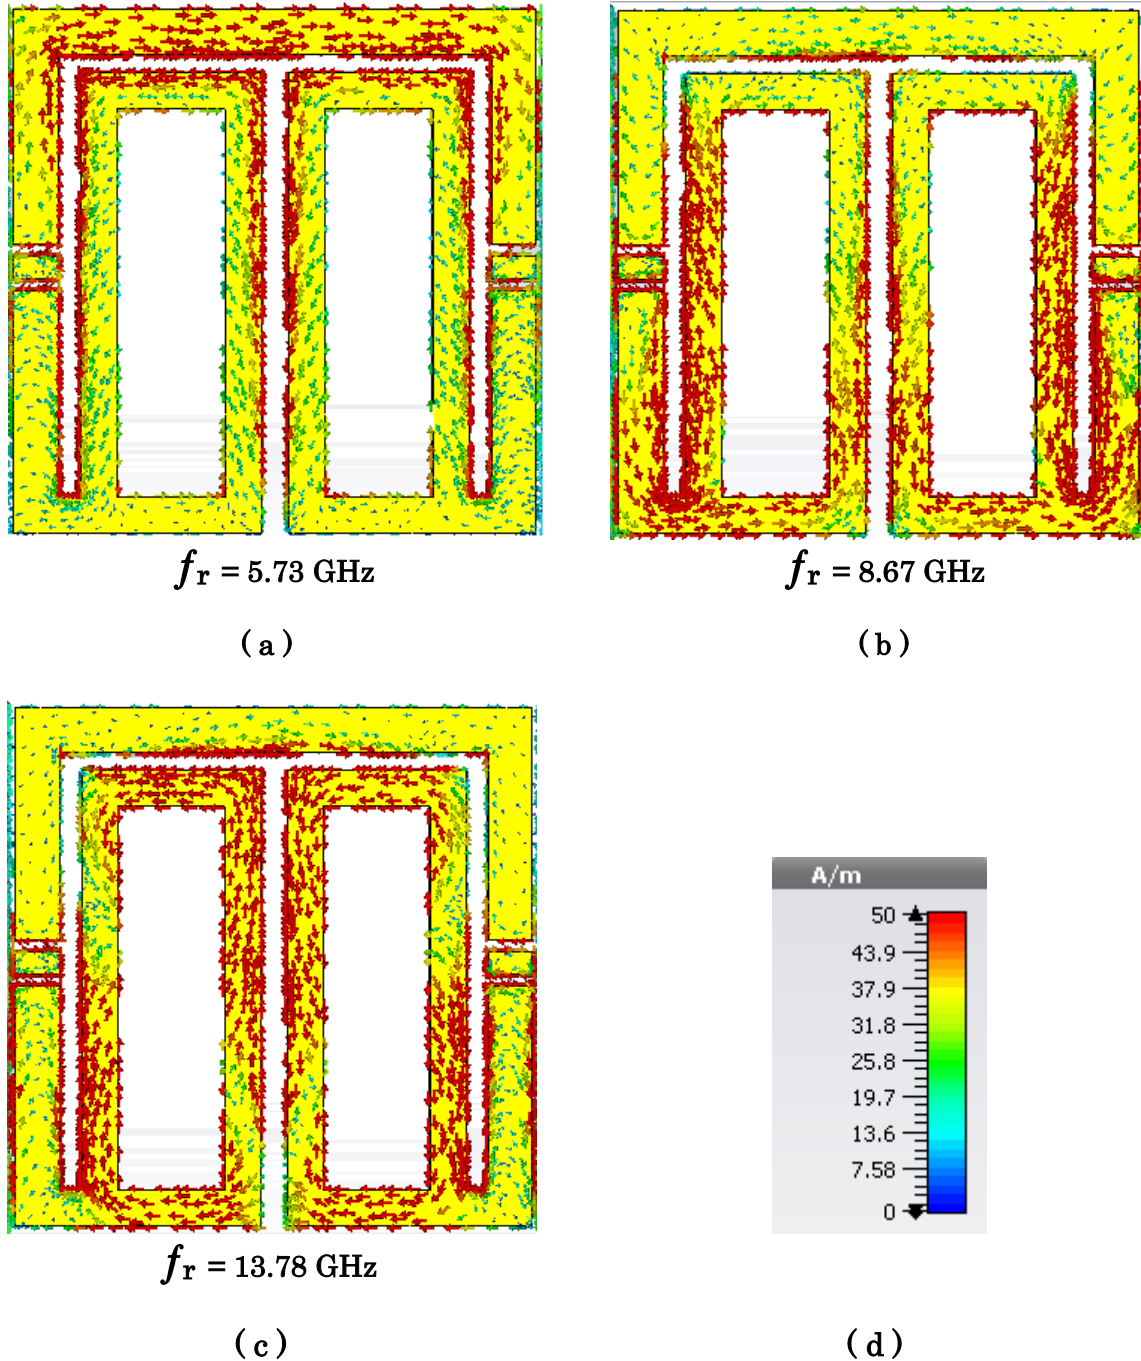 fr = 5.73 GHz
fr = 8.67 GHz
(a)
(b)
fr = 13.78 GHz
(c)
A/m
50
43.9
37.9
31.8
25.8
19.7
13.6
7.58
0
(d)